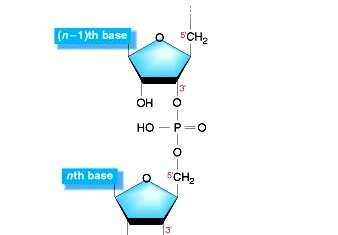 5'CH₂
(n−1)th base
O
3'
OH O
HO P O
O
nth base
5'CH₂
O
3'